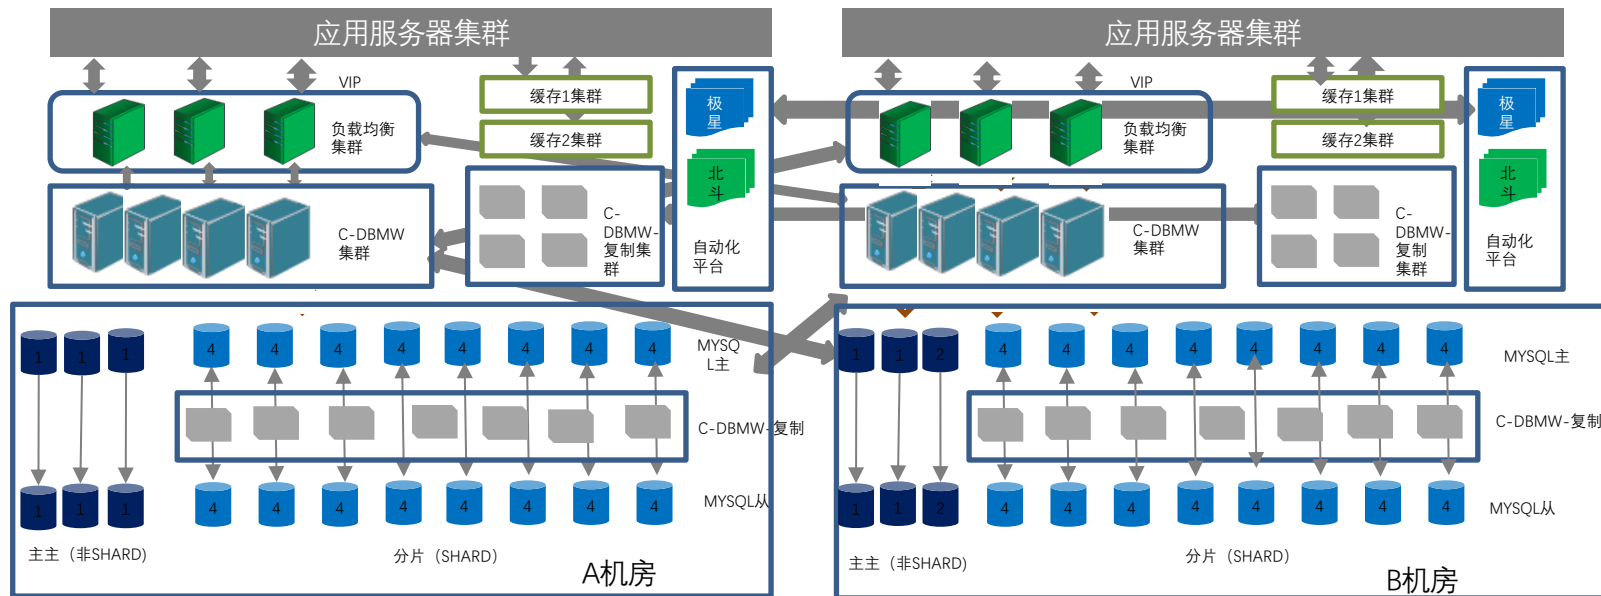 应用服务器集群
应用服务器集群
VIP
VIP
缓存1集群
缓存1集群
极
星
极
星
负载均衡
集群
负载均衡
集群
缓存2集群
缓存2集群
北
斗
北
斗
C-DBMW
集群
C-
DBMW-
复制集
群
自动化
平台
C-DBMW
集群
C-
DBMW-
复制
集群
自动化
平台
1 1 1 4 4 4 4 4 4 4 4
MYSQ
L主
1 1 2 4 4 4 4 4 4 4 4
MYSQL主
C-DBMW-复制
C-DBMW-复制
1 1 1 4 4 4 4 4 4 4 4
MYSQL从
1 1 2 4 4 4 4 4 4 4 4
MYSQL从
主主（非SHARD)
分片（SHARD）
A机房
主主（非SHARD)
分片（SHARD）
B机房